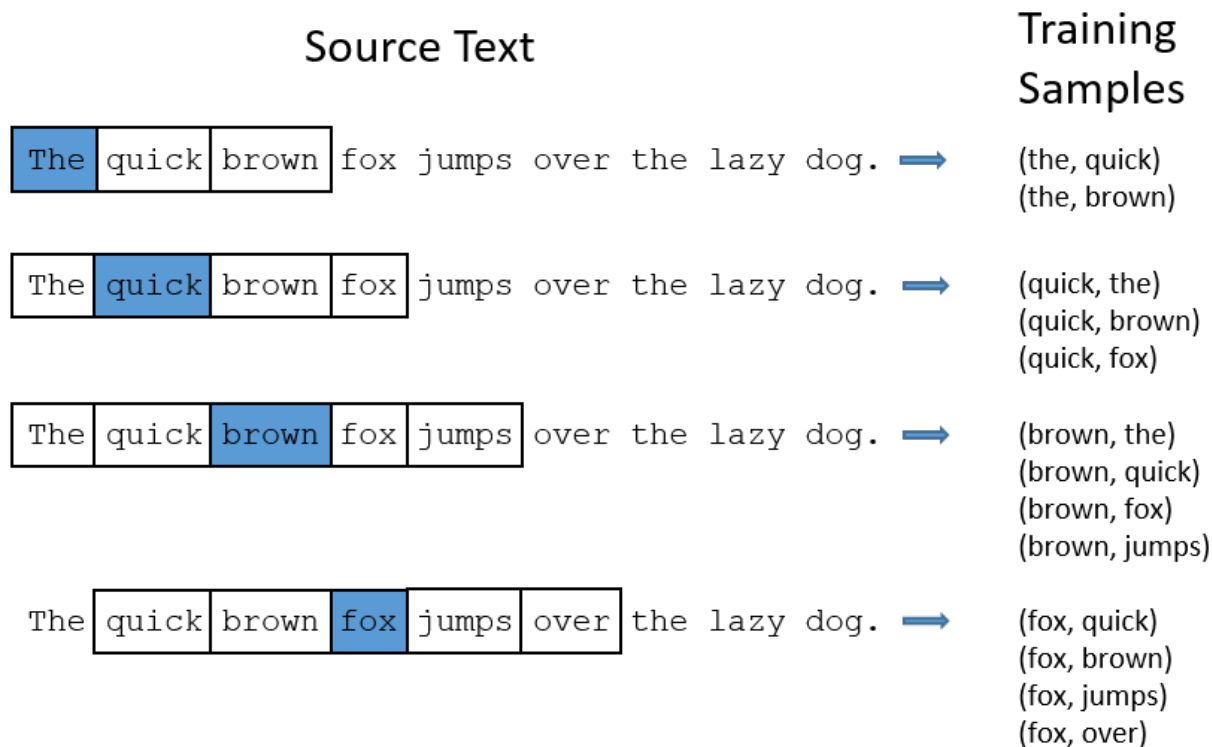 Source Text
Training
Samples
The quick brown fox jumps over the lazy dog.
(the, quick)
(the, brown)
The quick brown fox jumps over the lazy dog.
(quick, the)
(quick, brown)
(quick, fox)
The quick brown fox jumps over the lazy dog.
(brown, the)
(brown, quick)
(brown, fox)
(brown, jumps)
The quick brown fox jumps over the lazy dog.
(fox, quick)
(fox, brown)
(fox, jumps)
(fox, over)